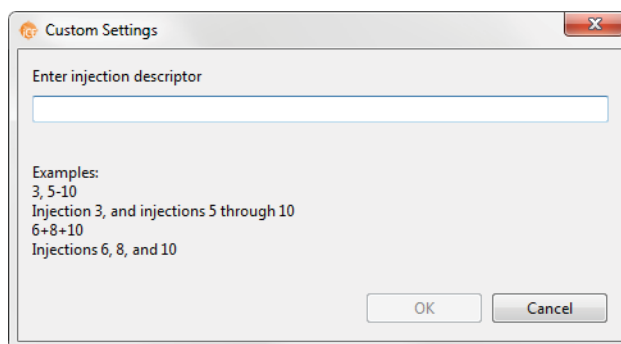 Custom Settings
Enter injection descriptor
Examples:
3, 5-10
Injection 3, and injections 5 through 10
6+8+10
Injections 6, 8, and 10
OK
Cancel